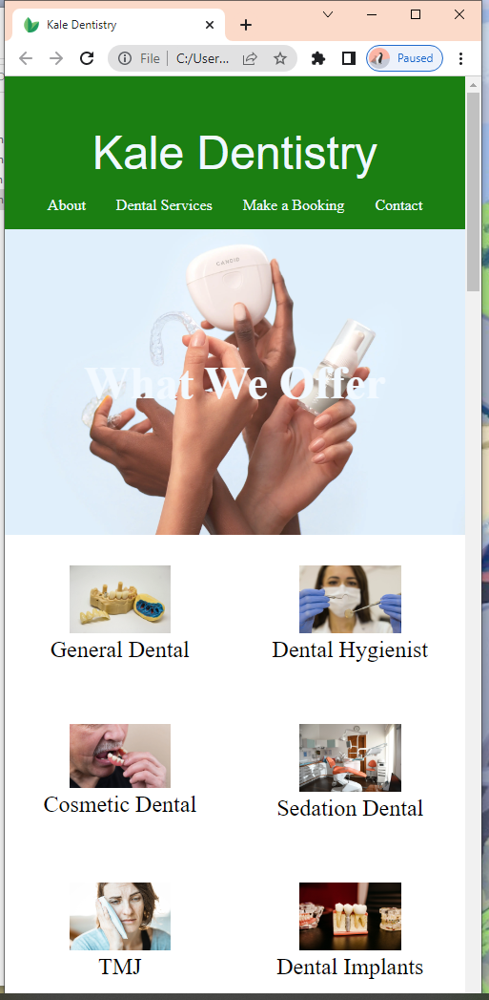 Kale Dentistry
File
C:/User...
Paused
Kale Dentistry
About Dental Services Make a Booking Contact
CANDID
What We Offer
General Dental Dental Hygienist
Cosmetic Dental Sedation Dental
TMJ Dental Implants